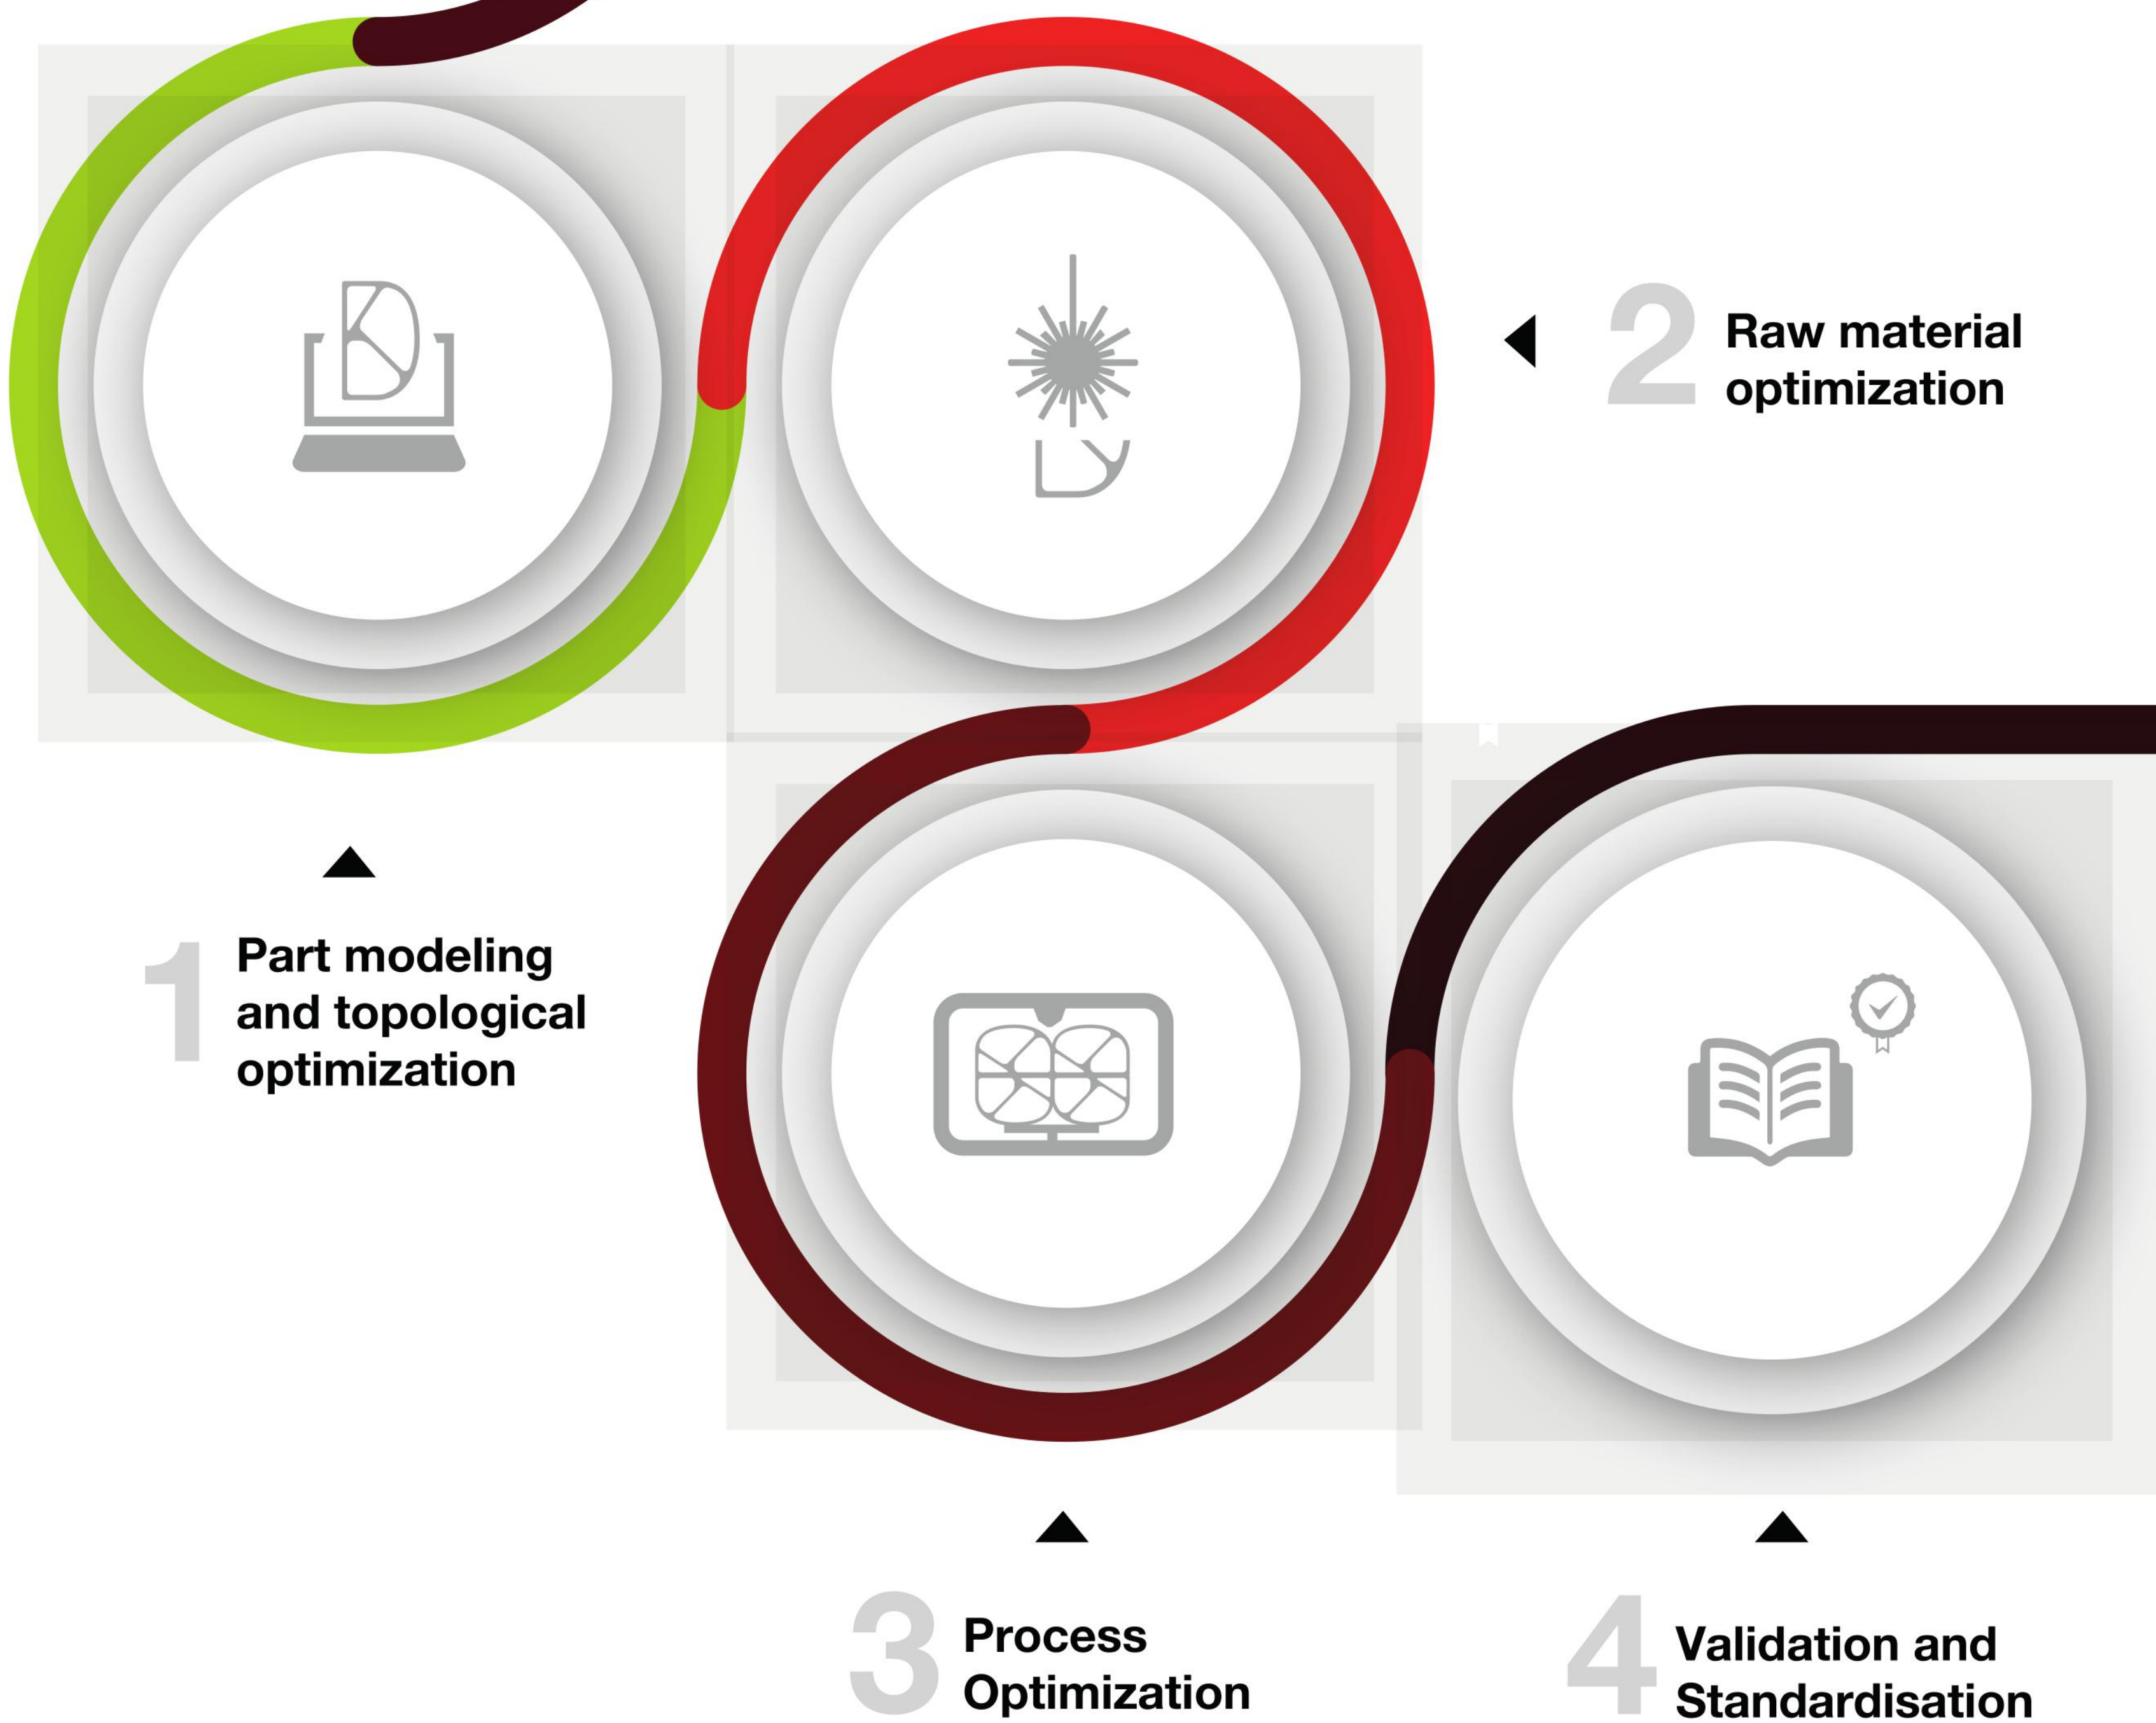 1
Part modeling
and topological
optimization
2
Raw material
optimization
3
Process
Optimization
4
Validation and
Standardisation